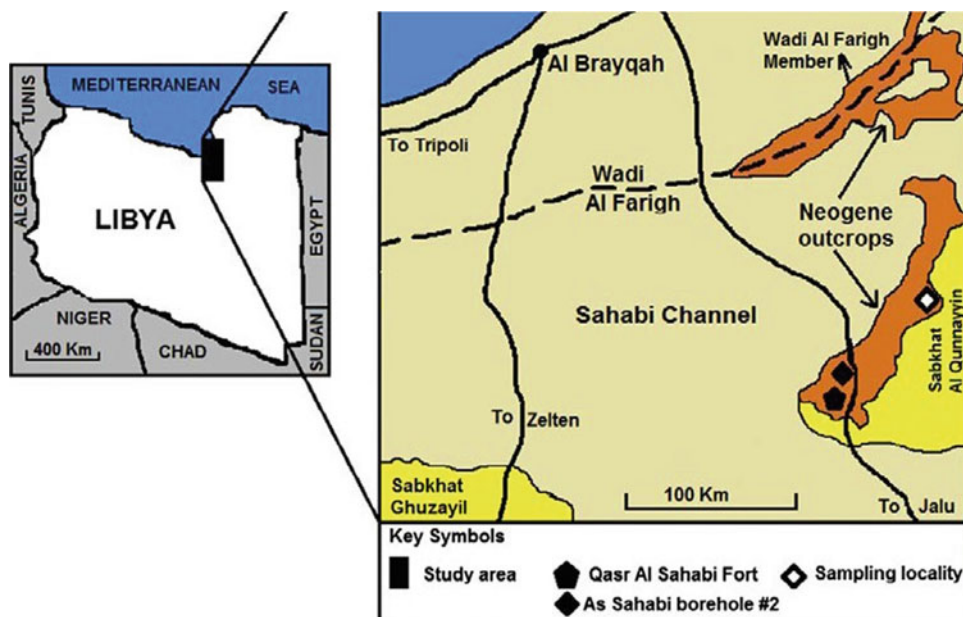 MEDITERRANEAN SEA
TUNIS
ALGERIA
LIBYA
EGYPT
NIGER
400 Km
CHAD
SUDAN
Al Brayqah
Wadi Al Farigh
Member
To Tripoli
Wadi
Al Farigh
Neogene
outcrops
Sahabi Channel
Sabkhat
Al Qunnayyin
To Zelten
Sabkhat
Ghuzayil
100 Km
To Jalu
Key Symbols
Study area
Qasr Al Sahabi Fort
Sampling locality
As Sahabi borehole #2